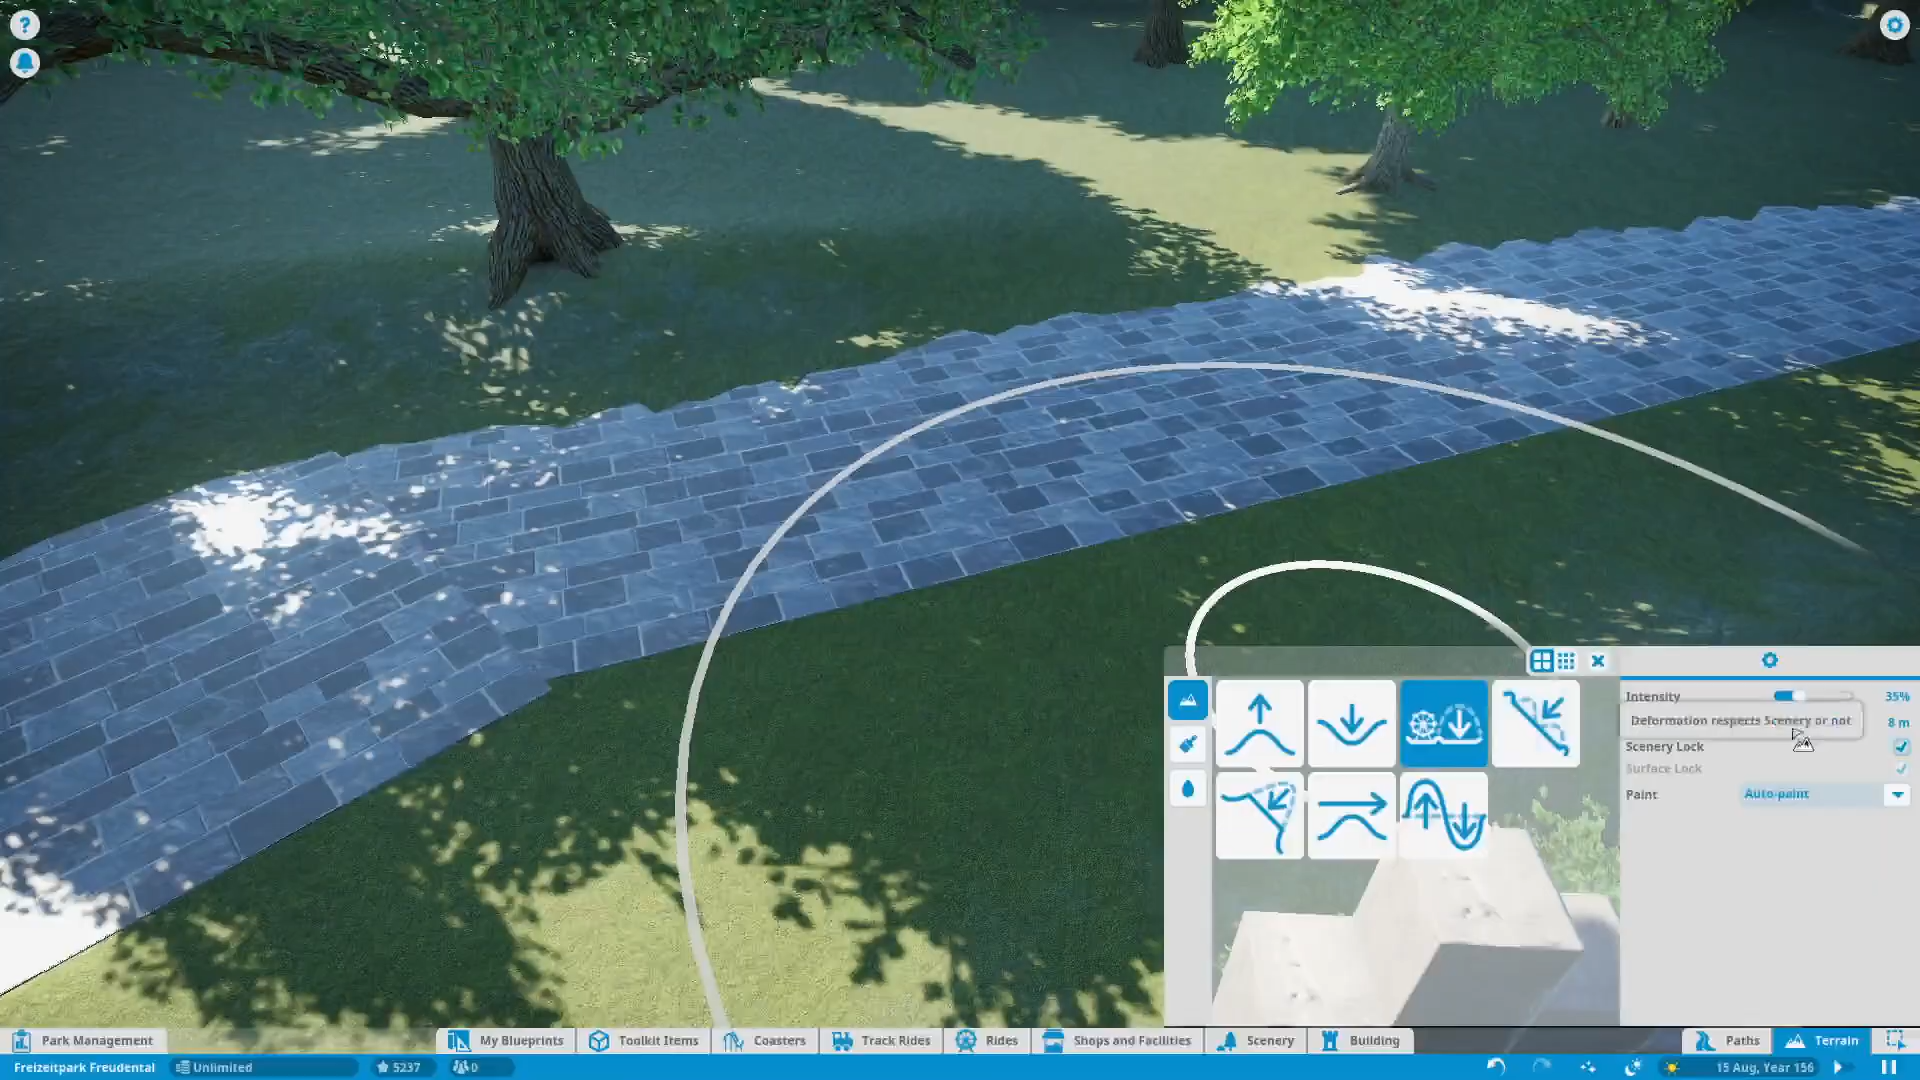 ?
Intensity 35%
Deformation respects Scenery or not
8 m
Scenery Lock
Surface Lock
Paint Auto-paint
Park Management
My Blueprints
Toolkit Items
Coasters
Track Rides
Rides
Shops and Facilities
Scenery
Building
Paths
Terrain
Freizeitpark Freudental
Unlimited
5237
0
15 Aug, Year 156